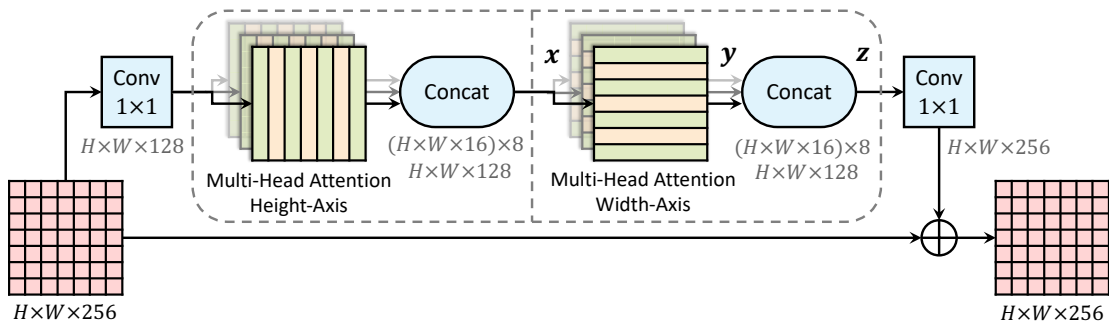 Conv
1×1
H×W×128
Multi-Head Attention
Height-Axis
Concat
(H×W×16)×8
H×W×128
x
y
z
Multi-Head Attention
Width-Axis
Concat
(H×W×16)×8
H×W×128
Conv
1×1
H×W×256
H×W×256
H×W×256